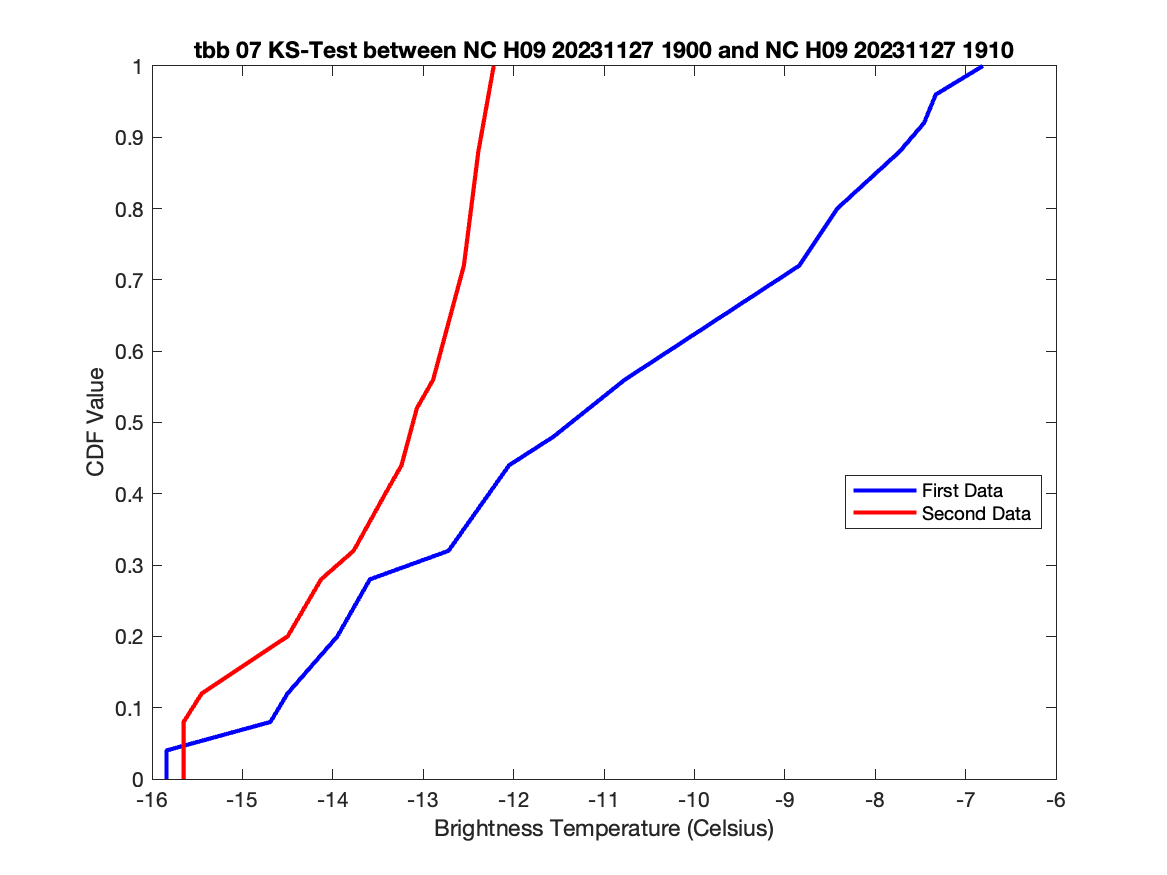 tbb 07 KS-Test between NC H09 20231127 1900 and NC H09 20231127 1910
1
0.9
0.8
0.7
0.6
0.5
0.4
0.3
0.2
0.1
0
CDF Value
First Data
Second Data
-16 -15 -14 -13 -12 -11 -10 -9 -8 -7 -6
Brightness Temperature (Celsius)